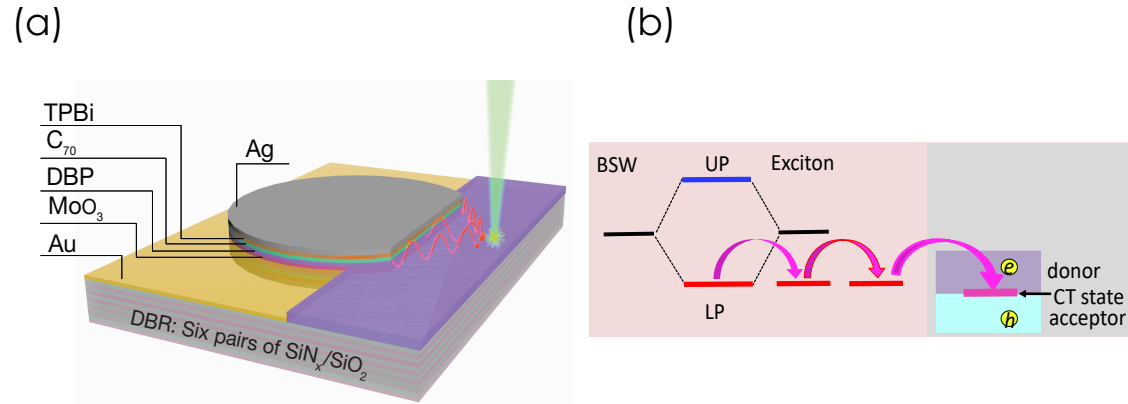 (a)
TPBi
C₇₀
DBP
MoO₃
Au
Ag
DBR: Six pairs of SiNₓ/SiO₂
(b)
BSW
UP
Exciton
LP
e
h
donor
CT state
acceptor